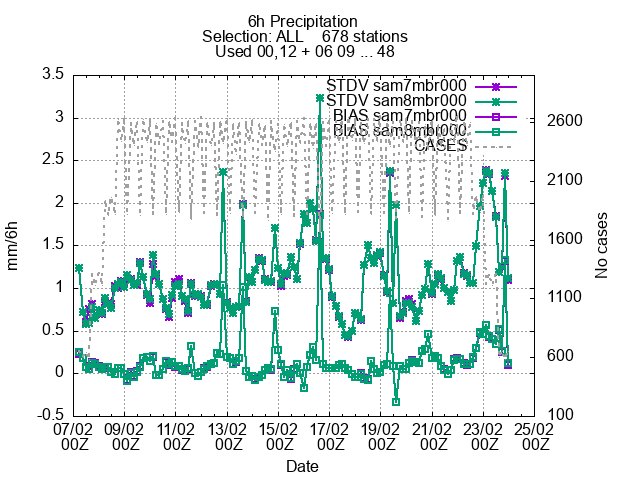 6h Precipitation
Selection: ALL 678 stations
Used 00,12 + 06 09 ... 48
STDV sam7mbr000
STDV sam8mbr000
BIAS sam7mbr000
BIAS sam8mbr000
CASES
3.5
3
2.5
2
1.5
1
0.5
0
-0.5
mm/6h
2600
2100
1600
1100
600
100
No cases
07/02 09/02 11/02 13/02 15/02 17/02 19/02 21/02 23/02 25/02
00Z 00Z 00Z 00Z 00Z 00Z 00Z 00Z 00Z 00Z
Date